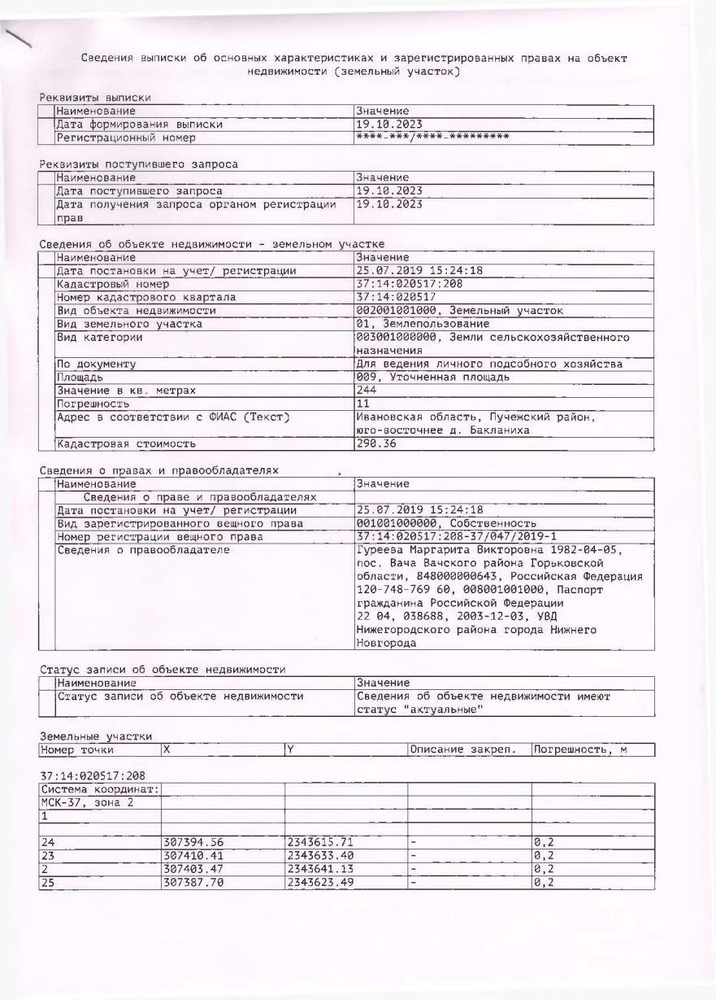 Сведения выписки об основных характеристиках и зарегистрированных правах на объект
недвижимости (земельный участок)
Реквизиты выписки
Наименование Значение
Дата формирования выписки 19.10.2023
Регистрационный номер ****-***/****-*********
Реквизиты поступившего запроса
Наименование Значение
Дата поступившего запроса 19.10.2023
Дата получения запроса органом регистрации 19.10.2023
прав
Сведения об объекте недвижимости - земельном участке
Наименование Значение
Дата постановки на учет/ регистрации 25.07.2019 15:24:18
Кадастровый номер 37:14:020517:208
Номер кадастрового квартала 37:14:020517
Вид объекта недвижимости 002001001000, Земельный участок
Вид земельного участка 01, Землепользование
Вид категории 003001000000, Земли сельскохозяйственного
назначения
По документу Для ведения личного подсобного хозяйства
Площадь 009, Уточненная площадь
Значение в кв. метрах 244
Погрешность 11
Адрес в соответствии с ФИАС (Текст) Ивановская область, Пучежский район,
юго-восточнее д. Бакланиха
Кадастровая стоимость 290.36
Сведения о правах и правообладателях
Наименование Значение
Сведения о праве и правообладателях
Дата постановки на учет/ регистрации 25.07.2019 15:24:18
Вид зарегистрированного вещного права 001001000000, Собственность
Номер регистрации вещного права 37:14:020517:208-37/047/2019-1
Сведения о правообладателе Гуреева Маргарита Викторовна 1982-04-05,
пос. Вача Вачского района Горьковской
области, 848000000643, Российская Федерация
120-748-769 60, 008001001000, Паспорт
гражданина Российской Федерации
22 04, 038688, 2003-12-03, УВД
Нижегородского района города Нижнего
Новгорода
Статус записи об объекте недвижимости
Наименование Значение
Статус записи об объекте недвижимости Сведения об объекте недвижимости имеют
статус "актуальные"
Земельные участки
Номер точки X Y Описание закреп. Погрешность, м
37:14:020517:208
Система координат:
МСК-37, зона 2
1
24 307394.56 2343615.71 - 0,2
23 307410.41 2343633.40 - 0,2
2 307403.47 2343641.13 - 0,2
25 307387.70 2343623.49 - 0,2